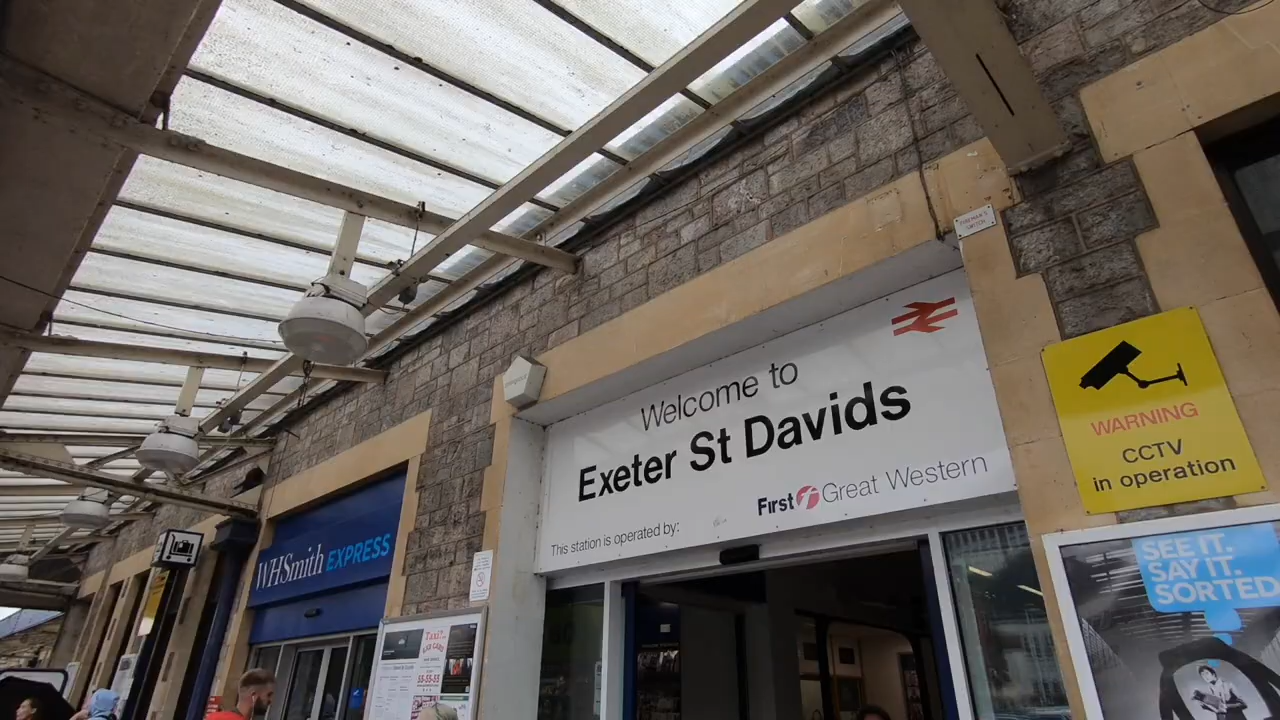 Welcome to
Exeter St Davids
First Great Western
This station is operated by:
WARNING
CCTV
in operation
SEE IT.
SAY IT.
SORTED
WHSmith EXPRESS
Taxi?